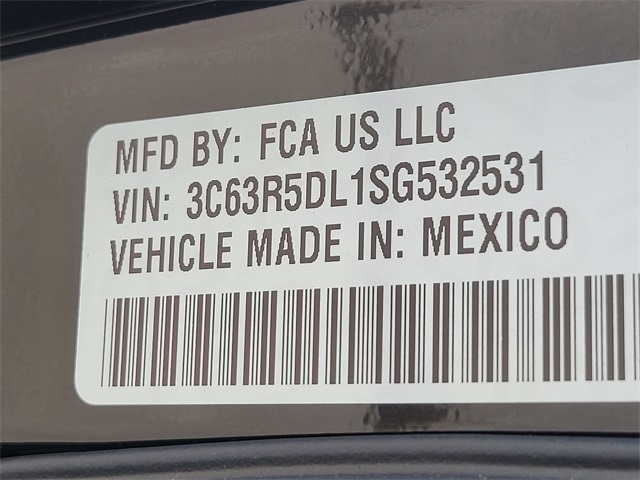 MFD BY: FCA US LLC
VIN: 3C63R5DL1SG532531
VEHICLE MADE IN: MEXICO